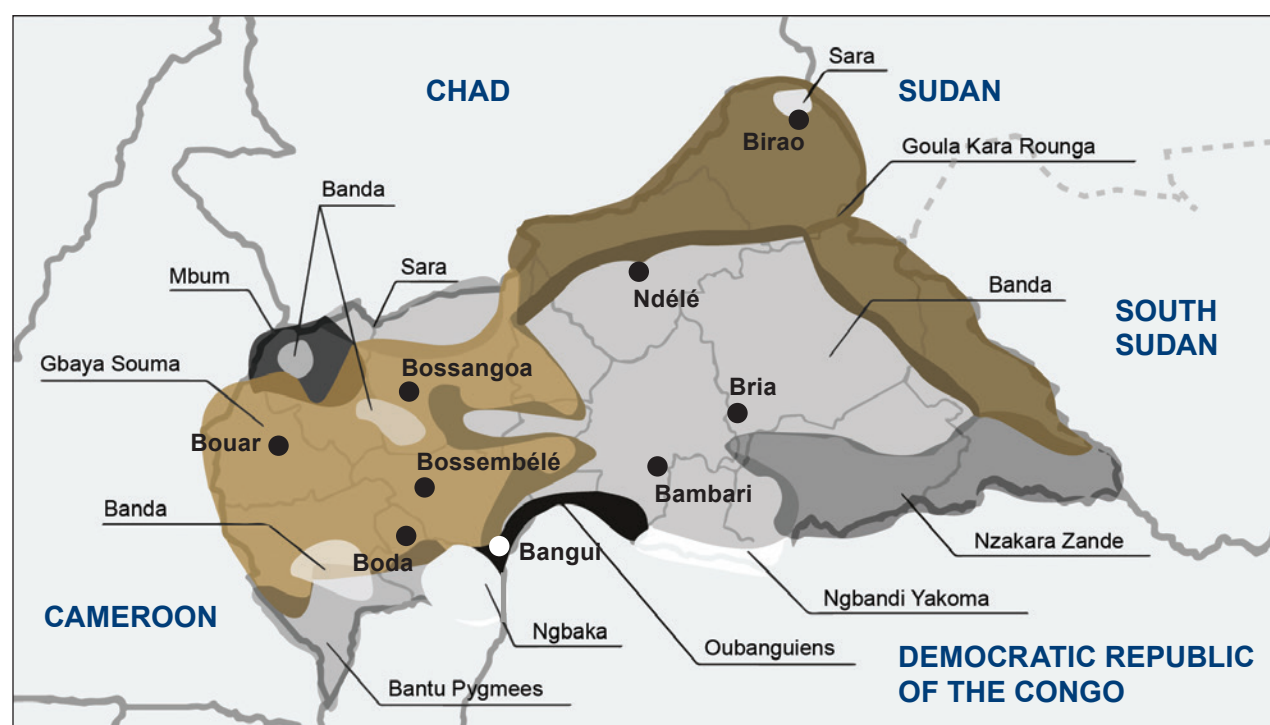 Sara
CHAD
SUDAN
Birao
Goula Kara Rounga
Banda
Sara
Mbum
Ndélé
Banda
SOUTH
SUDAN
Gbaya Souma
Bossangoa
Bria
Bouar
Bossembélé
Bambari
Banda
Boda
Bangui
Nzakara Zande
CAMEROON
Ngbandi Yakoma
Ngbaka
Oubanguiens
DEMOCRATIC REPUBLIC
OF THE CONGO
Bantu Pygmees